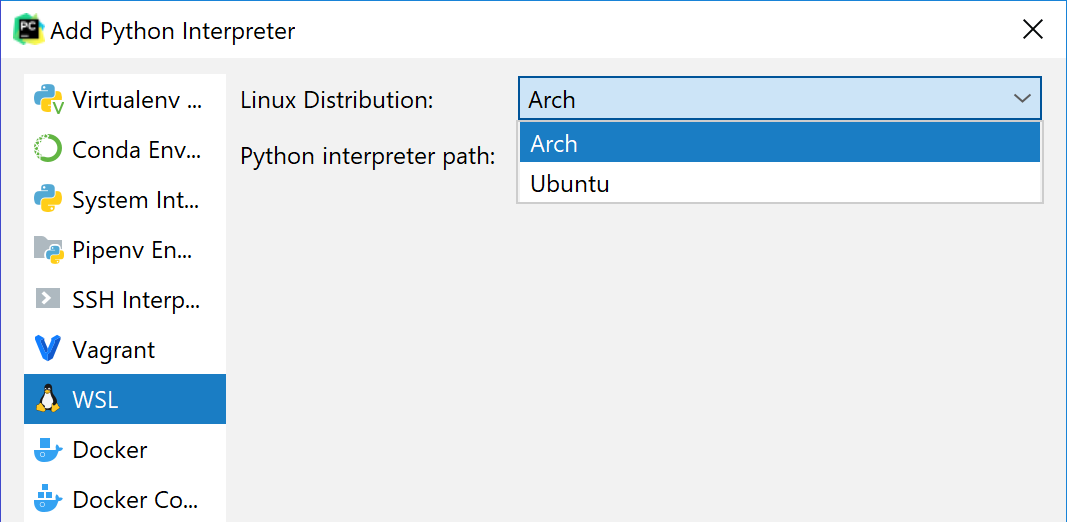 PC Add Python Interpreter
Virtualenv ...
Conda Env...
System Int...
Pipenv En...
SSH Interp...
Vagrant
WSL
Docker
Docker Co...
Linux Distribution:
Arch
Arch
Ubuntu
Python interpreter path: